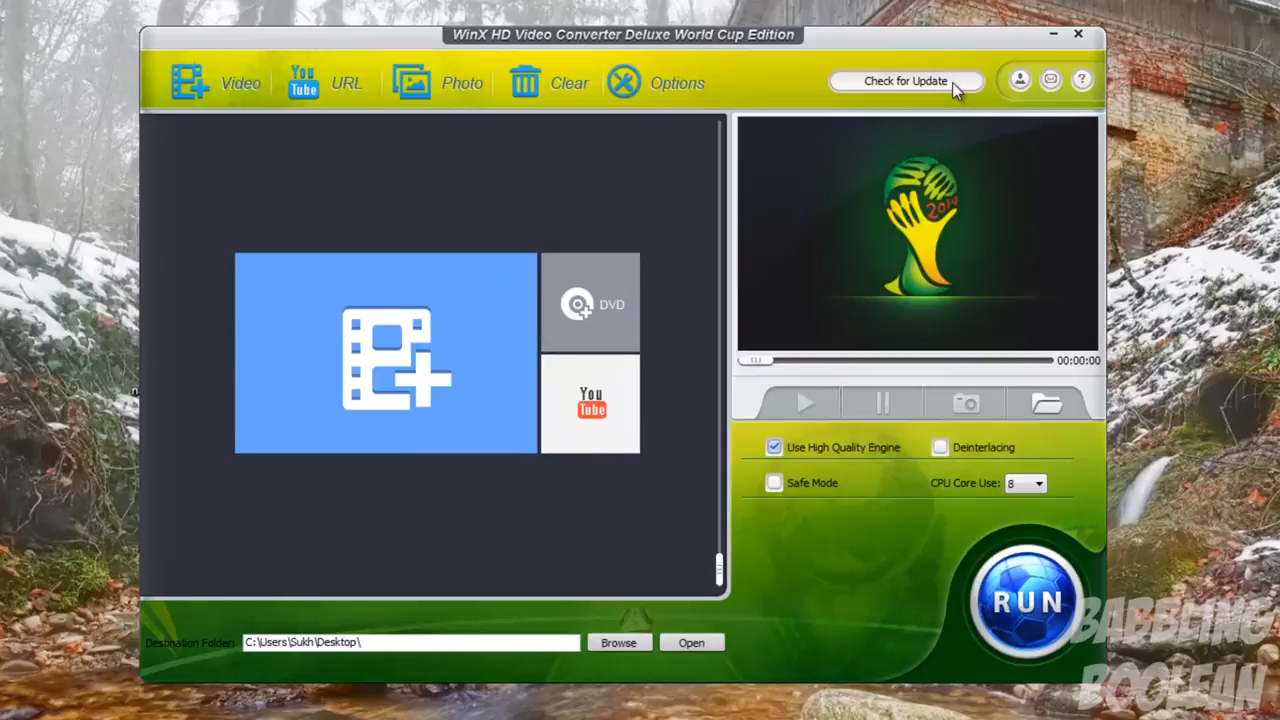 WinX HD Video Converter Deluxe World Cup Edition
Video
You Tube URL
Photo
Clear
Options
Check for Update
?
2014
DVD
You
Tube
00:00:00
Use High Quality Engine
Deinterlacing
Safe Mode
CPU Core Use: 8
RUN
Destination Folder: C:\Users\Sukh\Desktop\
Browse
Open
BABBLING
BOOLEAN